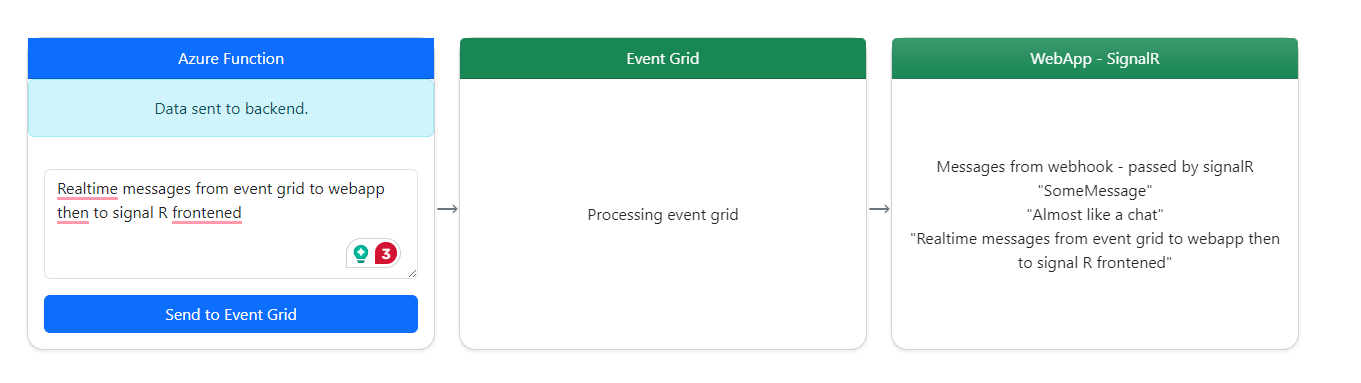 Azure Function
Data sent to backend.
Realtime messages from event grid to webapp
then to signal R frontened
3
Send to Event Grid
→
Event Grid
Processing event grid
→
WebApp - SignalR
Messages from webhook - passed by signalR
"SomeMessage"
"Almost like a chat"
"Realtime messages from event grid to webapp then
to signal R frontened"